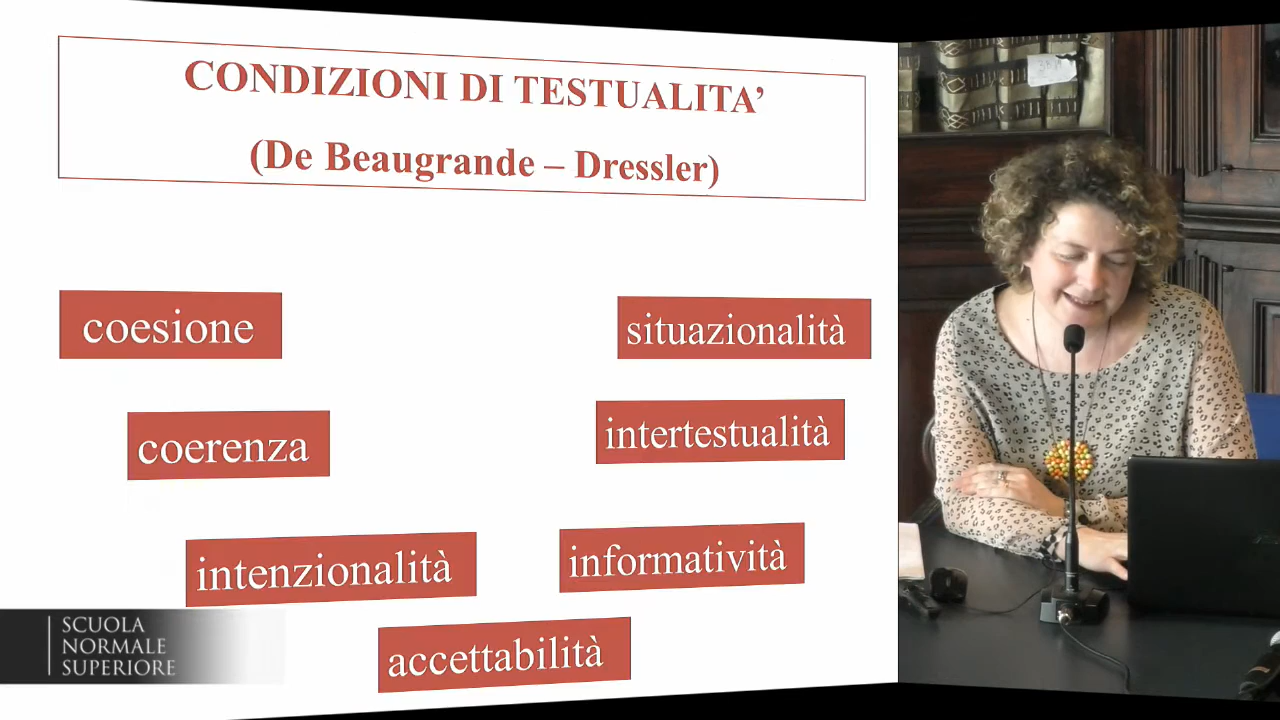 CONDIZIONI DI TESTUALITA’
(De Beaugrande – Dressler)
coesione
situazionalità
coerenza
intertestualità
intenzionalità
informatività
accettabilità
SCUOLA
NORMALE
SUPERIORE